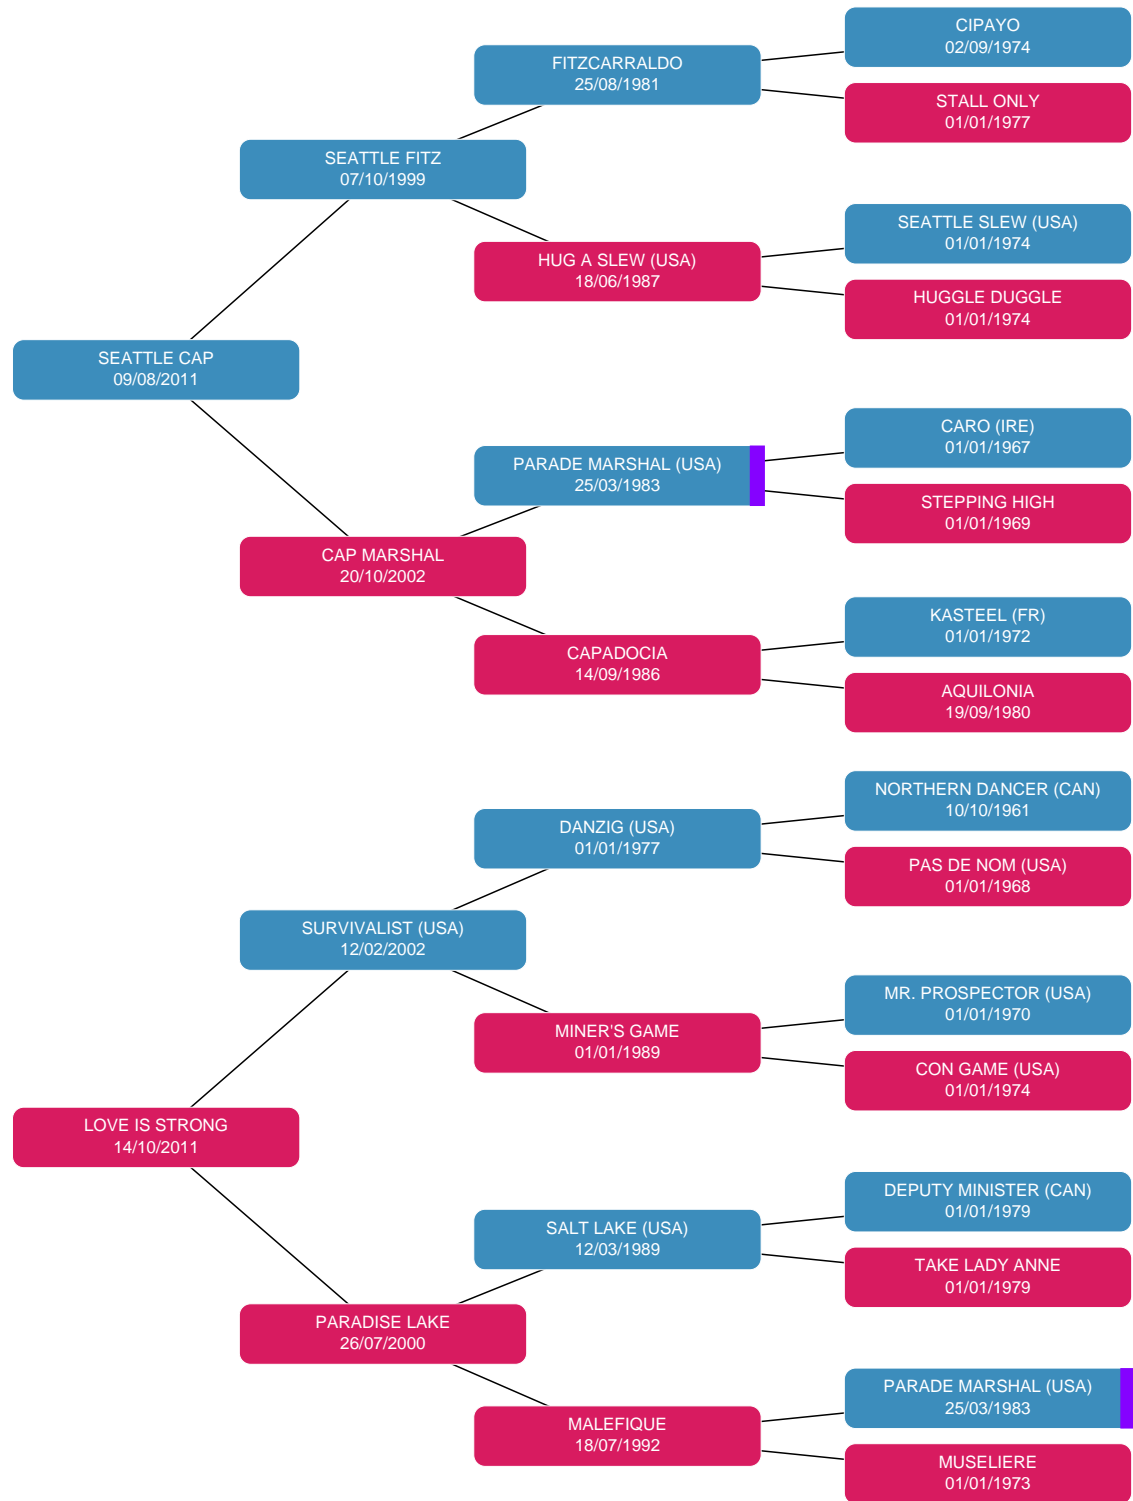 CIPAYO
02/09/1974
FITZCARRALDO
25/08/1981
STALL ONLY
01/01/1977
SEATTLE FITZ
07/10/1999
SEATTLE SLEW (USA)
01/01/1974
HUG A SLEW (USA)
18/06/1987
HUGGLE DUGGLE
01/01/1974
SEATTLE CAP
09/08/2011
CARO (IRE)
01/01/1967
PARADE MARSHAL (USA)
25/03/1983
STEPPING HIGH
01/01/1969
CAP MARSHAL
20/10/2002
KASTEEL (FR)
01/01/1972
CAPADOCIA
14/09/1986
AQUILONIA
19/09/1980
NORTHERN DANCER (CAN)
10/10/1961
DANZIG (USA)
01/01/1977
PAS DE NOM (USA)
01/01/1968
SURVIVALIST (USA)
12/02/2002
MR. PROSPECTOR (USA)
01/01/1970
MINER'S GAME
01/01/1989
CON GAME (USA)
01/01/1974
LOVE IS STRONG
14/10/2011
DEPUTY MINISTER (CAN)
01/01/1979
SALT LAKE (USA)
12/03/1989
TAKE LADY ANNE
01/01/1979
PARADISE LAKE
26/07/2000
PARADE MARSHAL (USA)
25/03/1983
MALEFIQUE
18/07/1992
MUSELIERE
01/01/1973